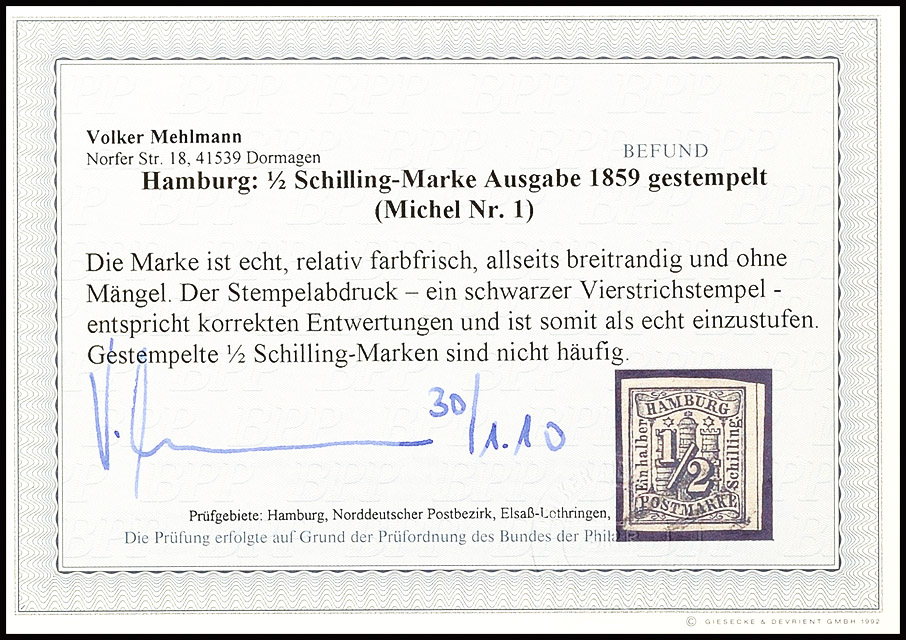 Volker Mehlmann
Norfer Str. 18, 41539 Dormagen
BEFUND
Hamburg: ½ Schilling-Marke Ausgabe 1859 gestempelt
(Michel Nr. 1)
Die Marke ist echt, relativ farbfrisch, allseits breitrandig und ohne
Mängel. Der Stempelabdruck – ein schwarzer Vierstrichstempel -
entspricht korrekten Entwertungen und ist somit als echt einzustufen.
Gestempelte ½ Schilling-Marken sind nicht häufig.
30/1.10
HAMBURG
Ein halber
1/2
Schilling
POSTMARKE
Prüfgebiete: Hamburg, Norddeutscher Postbezirk, Elsaß-Lothringen,
Die Prüfung erfolgte auf Grund der Prüfordnung des Bundes der Phila
© GIESECKE & DEVRIENT GMBH 1992